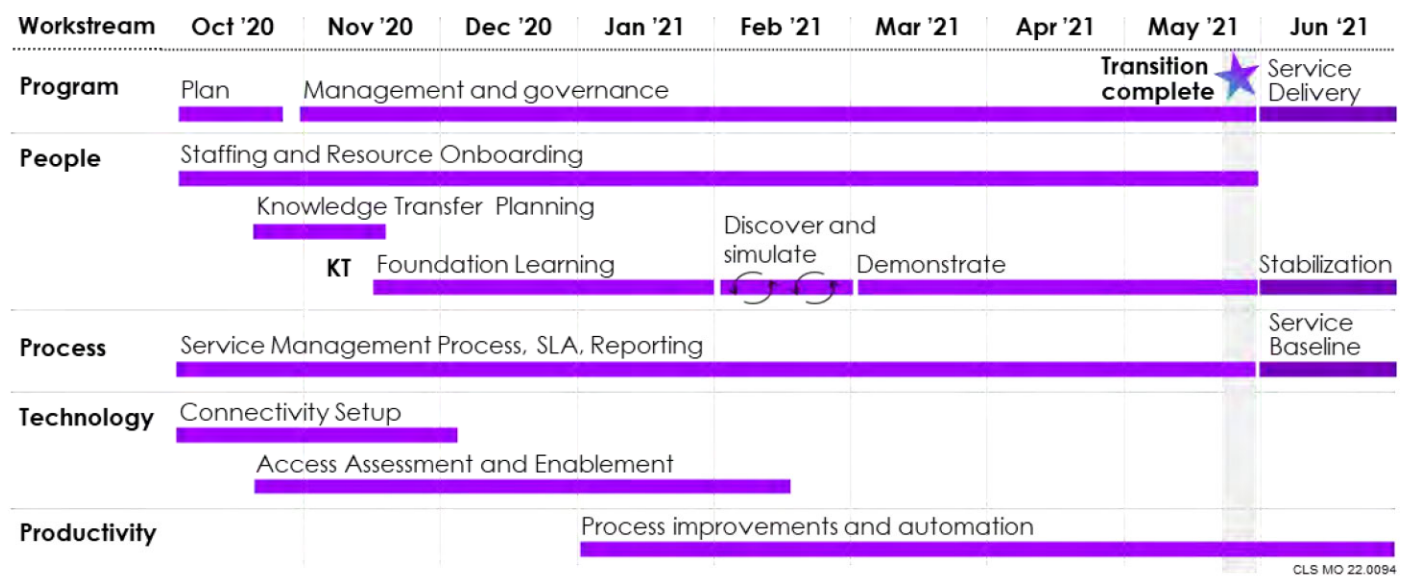 Workstream Oct ’20 Nov ’20 Dec ’20 Jan ’21 Feb ’21 Mar ’21 Apr ’21 May ’21 Jun ‘21
Program
Plan
Management and governance
Transition
complete
Service
Delivery
People
Staffing and Resource Onboarding
Knowledge Transfer Planning
KT
Foundation Learning
Discover and
simulate
Demonstrate
Stabilization
Process
Service Management Process, SLA, Reporting
Service
Baseline
Technology
Connectivity Setup
Access Assessment and Enablement
Productivity
Process improvements and automation
CLS MO 22.0094